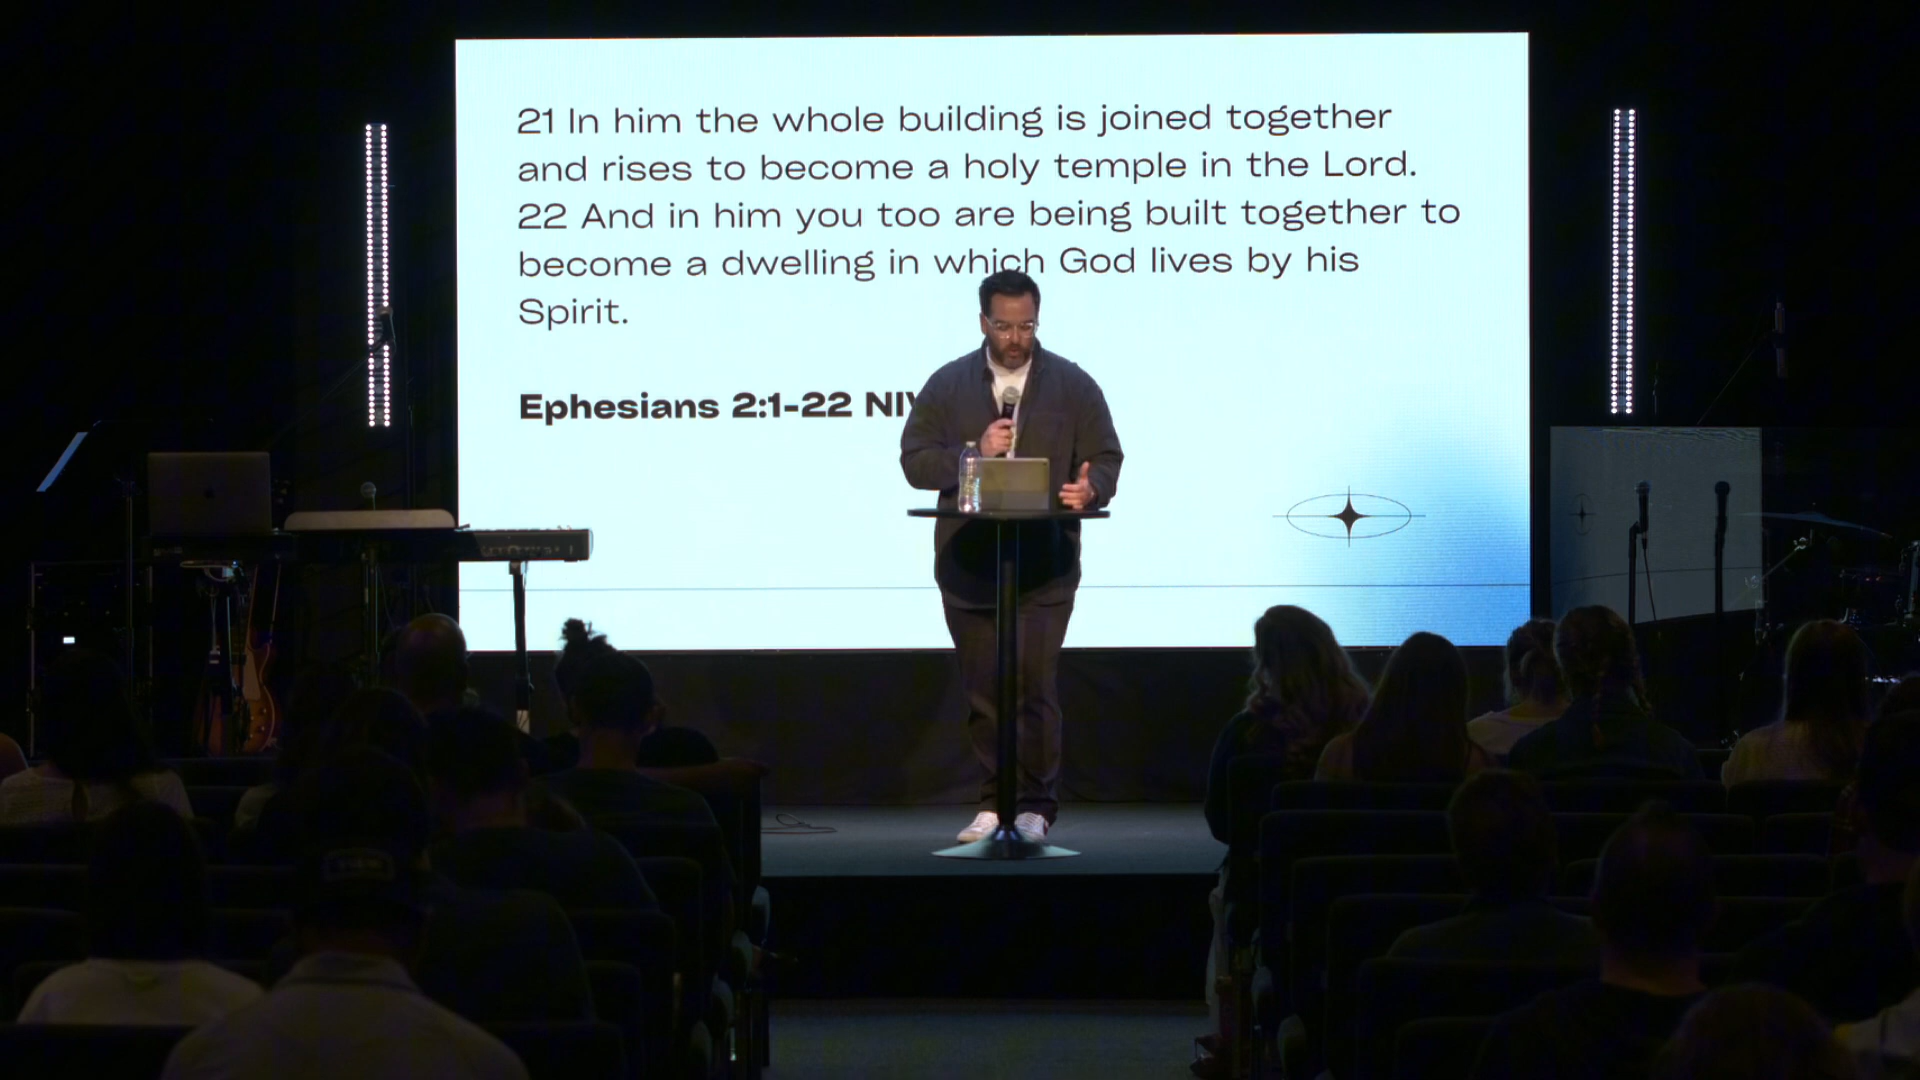 21 In him the whole building is joined together
and rises to become a holy temple in the Lord.
22 And in him you too are being built together to
become a dwelling in which God lives by his
Spirit.
Ephesians 2:1-22 NIV